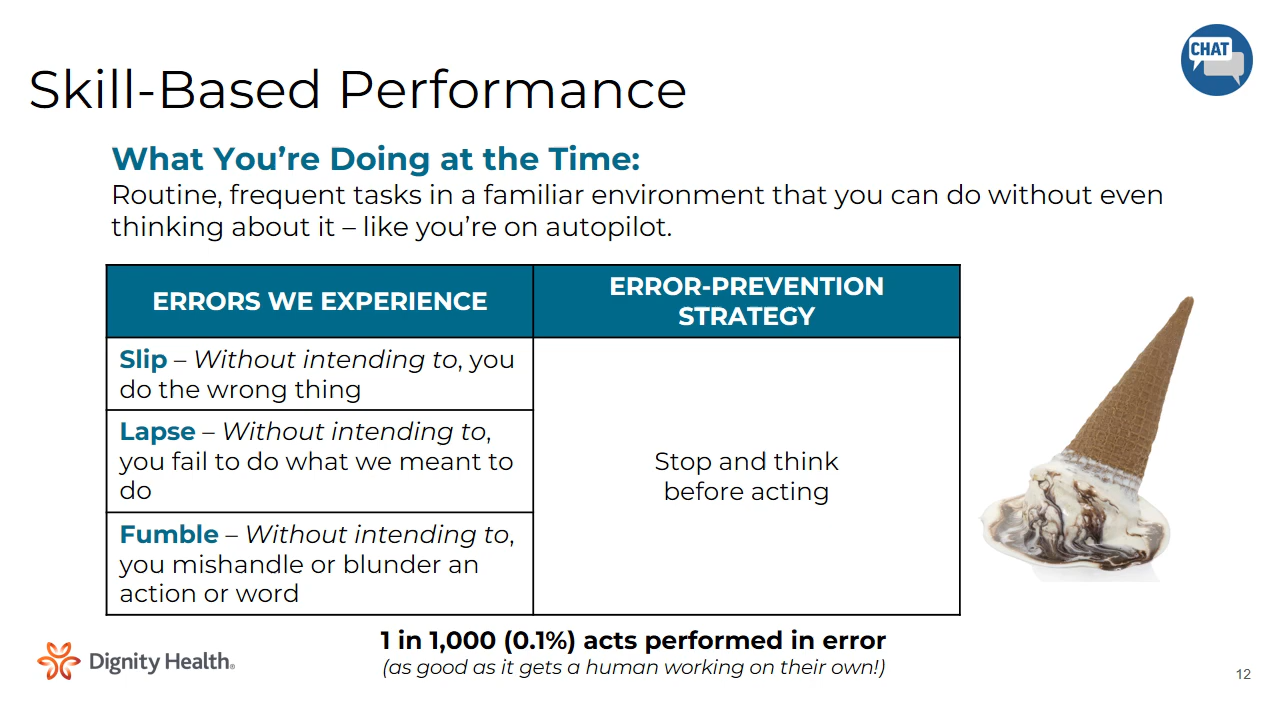 CHAT
Skill-Based Performance
What You’re Doing at the Time:
Routine, frequent tasks in a familiar environment that you can do without even
thinking about it – like you’re on autopilot.
ERRORS WE EXPERIENCE
ERROR-PREVENTION
STRATEGY
Slip – Without intending to, you
do the wrong thing
Lapse – Without intending to,
you fail to do what we meant to
do
Fumble – Without intending to,
you mishandle or blunder an
action or word
Stop and think
before acting
1 in 1,000 (0.1%) acts performed in error
(as good as it gets a human working on their own!)
Dignity Health®
12